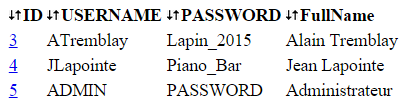 ↓↑ID ↓↑USERNAME ↓↑PASSWORD ↓↑FullName
3 ATremblay Lapin_2015 Alain Tremblay
4 JLapointe Piano_Bar Jean Lapointe
5 ADMIN PASSWORD Administrateur